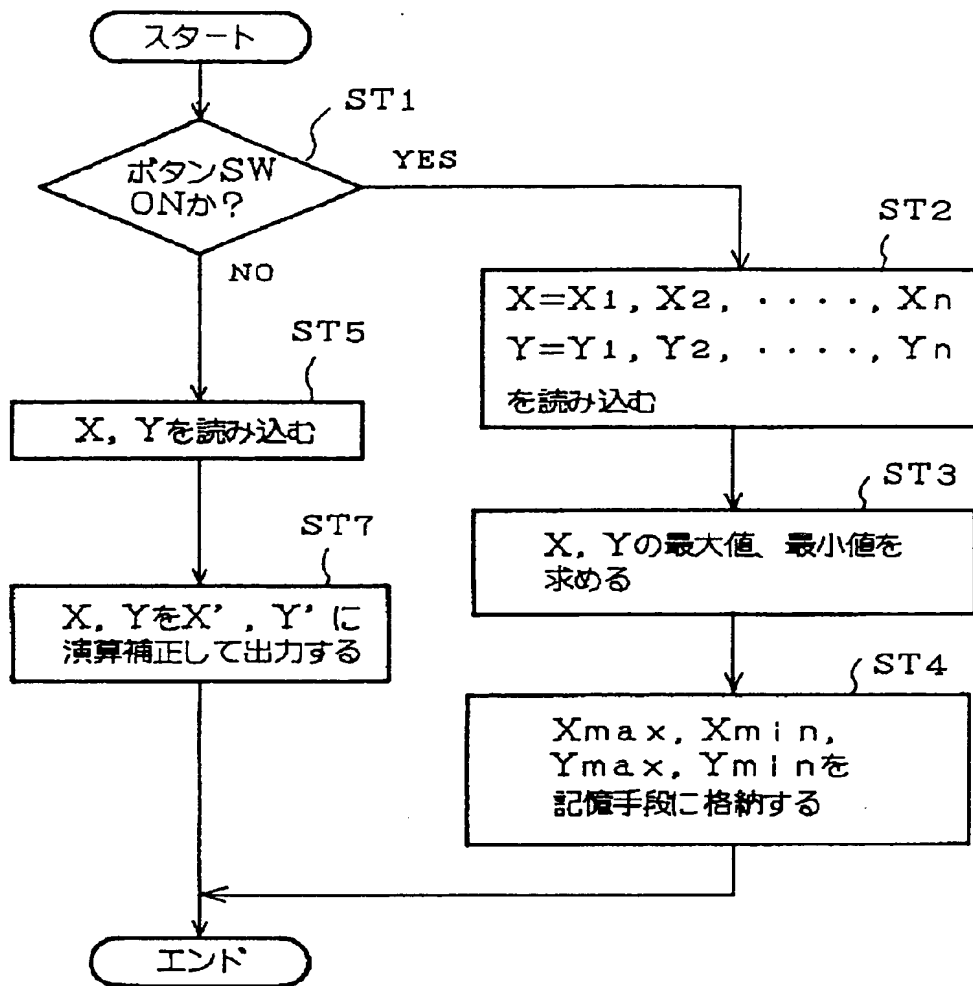 スタート
ST1
ボタンSW
ONか?
YES
NO
ST2
X=X1, X2, ・・・・, Xn
Y=Y1, Y2, ・・・・, Yn
を読み込む
ST5
X, Yを読み込む
ST3
X, Yの最大値、最小値を
求める
ST7
X, YをX', Y'に
演算補正して出力する
ST4
Xmax, Xmin,
Ymax, Yminを
記憶手段に格納する
エンド